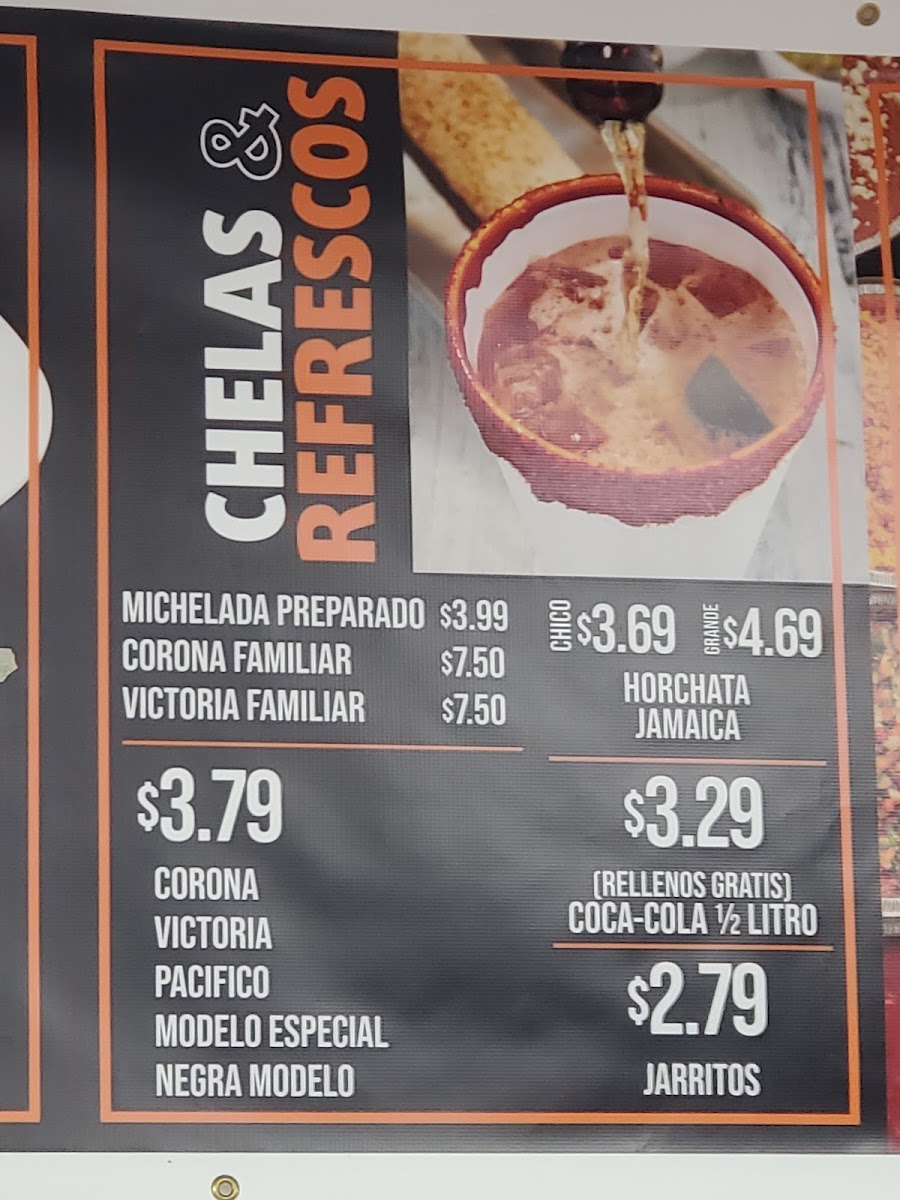 CHELAS &
REFRESCOS
MICHELADA PREPARADO $3.99
CORONA FAMILIAR $7.50
VICTORIA FAMILIAR $7.50
$3.79
CORONA
VICTORIA
PACIFICO
MODELO ESPECIAL
NEGRA MODELO
CHICO $3.69 GRANDE $4.69
HORCHATA
JAMAICA
$3.29
(RELLENOS GRATIS)
COCA-COLA ½ LITRO
$2.79
JARRITOS